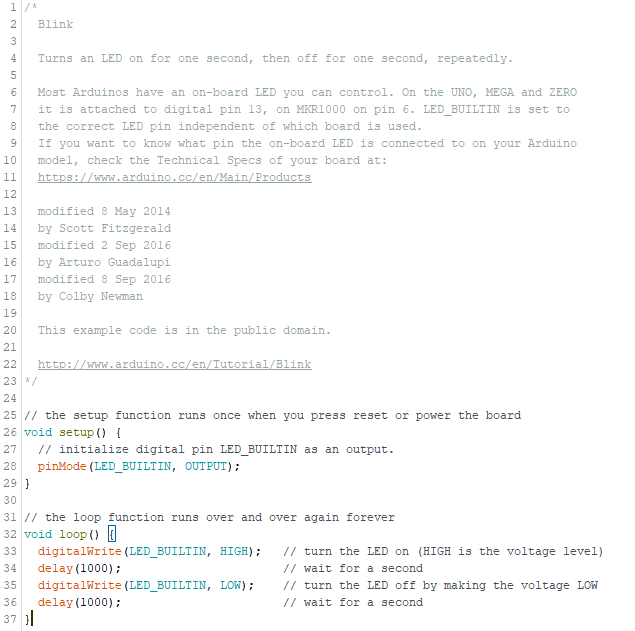 1 /*
2   Blink
3
4   Turns an LED on for one second, then off for one second, repeatedly.
5
6   Most Arduinos have an on-board LED you can control. On the UNO, MEGA and ZERO
7   it is attached to digital pin 13, on MKR1000 on pin 6. LED_BUILTIN is set to
8   the correct LED pin independent of which board is used.
9   If you want to know what pin the on-board LED is connected to on your Arduino
10   model, check the Technical Specs of your board at:
11   https://www.arduino.cc/en/Main/Products
12
13   modified 8 May 2014
14   by Scott Fitzgerald
15   modified 2 Sep 2016
16   by Arturo Guadalupi
17   modified 8 Sep 2016
18   by Colby Newman
19
20   This example code is in the public domain.
21
22   http://www.arduino.cc/en/Tutorial/Blink
23 */
24
25 // the setup function runs once when you press reset or power the board
26 void setup() {
27   // initialize digital pin LED_BUILTIN as an output.
28   pinMode(LED_BUILTIN, OUTPUT);
29 }
30
31 // the loop function runs over and over again forever
32 void loop() {
33   digitalWrite(LED_BUILTIN, HIGH);   // turn the LED on (HIGH is the voltage level)
34   delay(1000);                       // wait for a second
35   digitalWrite(LED_BUILTIN, LOW);    // turn the LED off by making the voltage LOW
36   delay(1000);                       // wait for a second
37 }